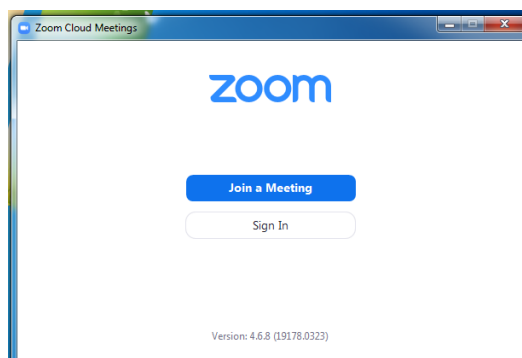 Zoom Cloud Meetings
zoom
Join a Meeting
Sign In
Version: 4.6.8 (19178.0323)